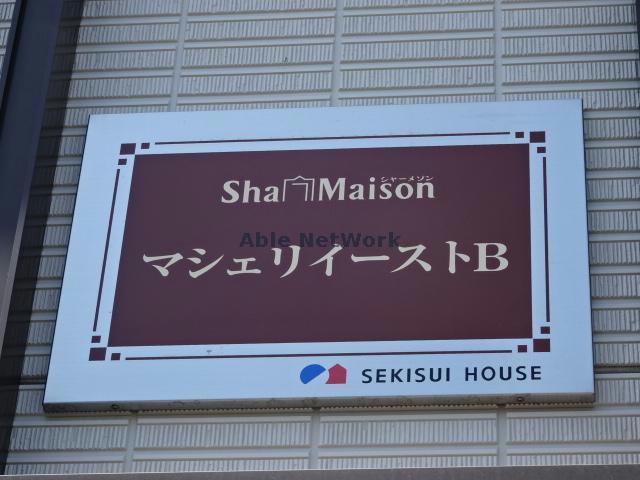 シャーメゾン
Sha Maison
Able NetWork
マシェリイーストB
SEKISUI HOUSE